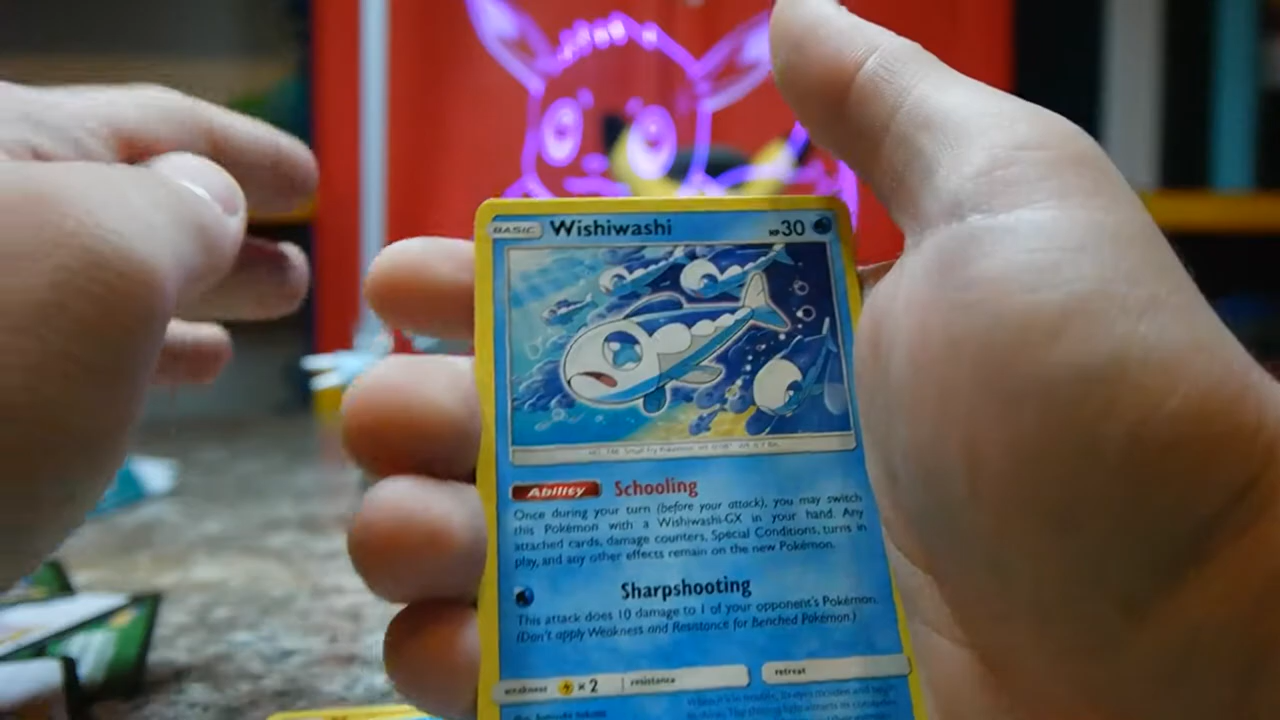 BASIC Wishiwashi HP30
Ability Schooling
Once during your turn (before your attack), you may switch
this Pokémon with a Wishiwashi-GX in your hand. Any
attached cards, damage counters, Special Conditions, turns in
play, and any other effects remain on the new Pokémon.
Sharpshooting
This attack does 10 damage to 1 of your opponent's Pokémon.
(Don't apply Weakness and Resistance for Benched Pokémon.)
weakness ×2 resistance retreat